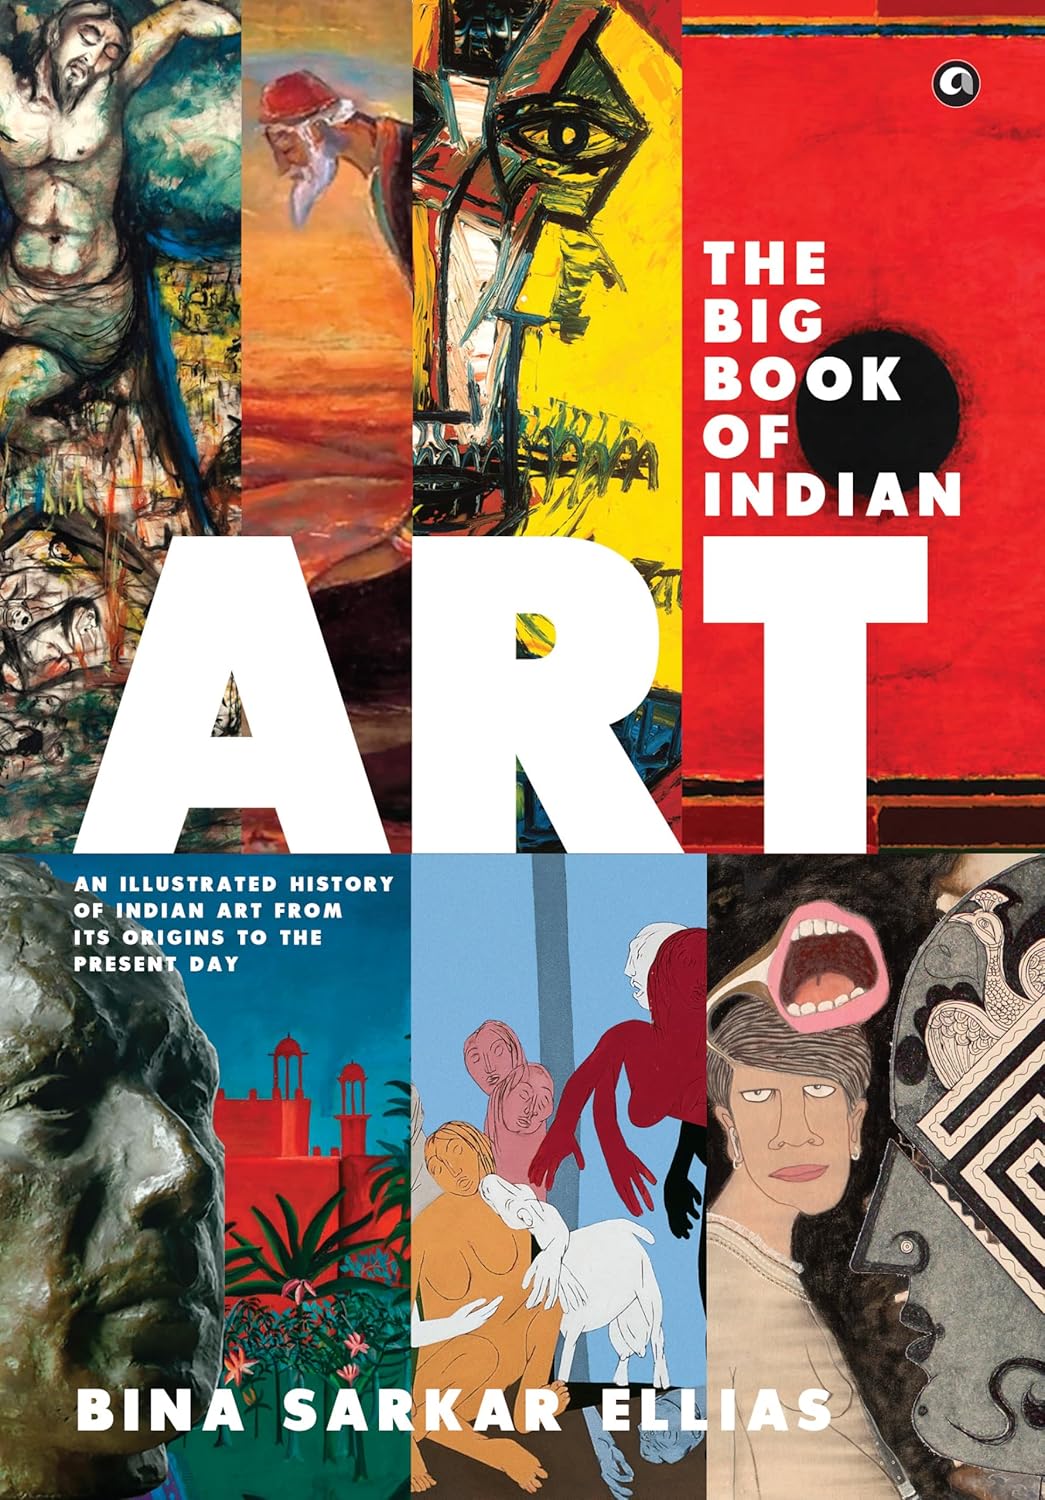 THE
BIG
BOOK
OF
INDIAN
ART
AN ILLUSTRATED HISTORY
OF INDIAN ART FROM
ITS ORIGINS TO THE
PRESENT DAY
BINA SARKAR ELLIAS